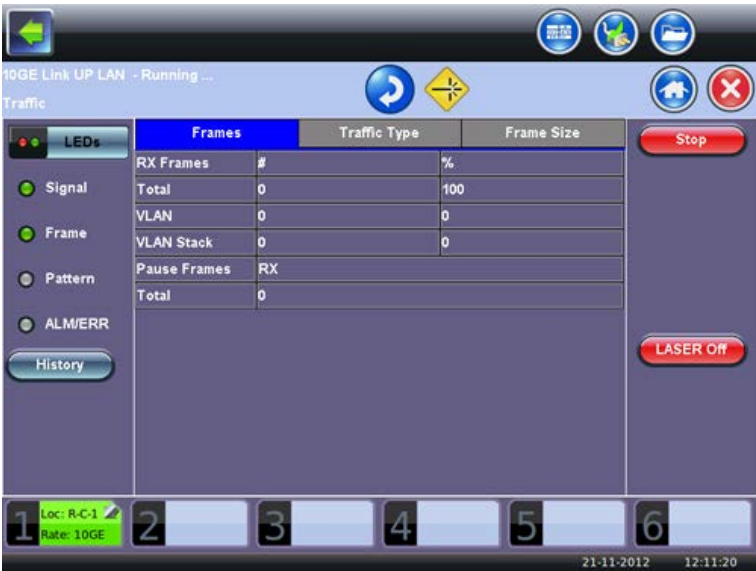 10GE Link UP LAN - Running ...
Traffic
LEDs
Signal
Frame
Pattern
ALM/ERR
History
Frames Traffic Type Frame Size
RX Frames # %
Total 0 100
VLAN 0 0
VLAN Stack 0 0
Pause Frames RX
Total 0
Stop
LASER Off
1 Loc: R-C-1
Rate: 10GE
2
3
4
5
6
21-11-2012 12:11:20